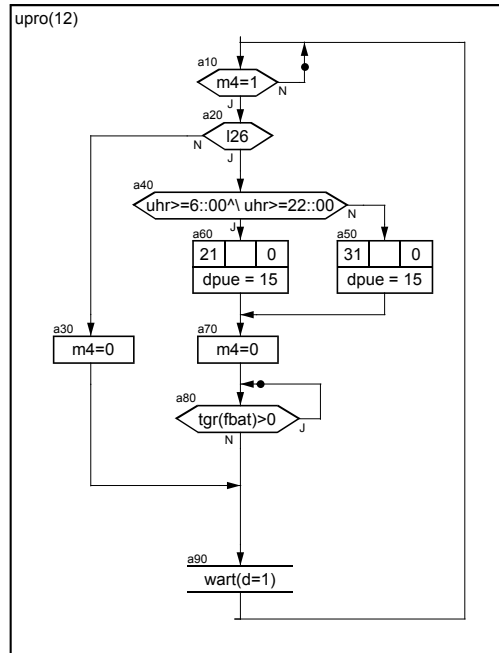 upro(12)
a10
m4=1
N
J
a20
l26
N
J
a40
uhr>=6::00^\ uhr>=22::00
N
J
a60
21 0
dpue = 15
a50
31 0
dpue = 15
a30
m4=0
a70
m4=0
a80
tgr(fbat)>0
N
J
a90
wart(d=1)